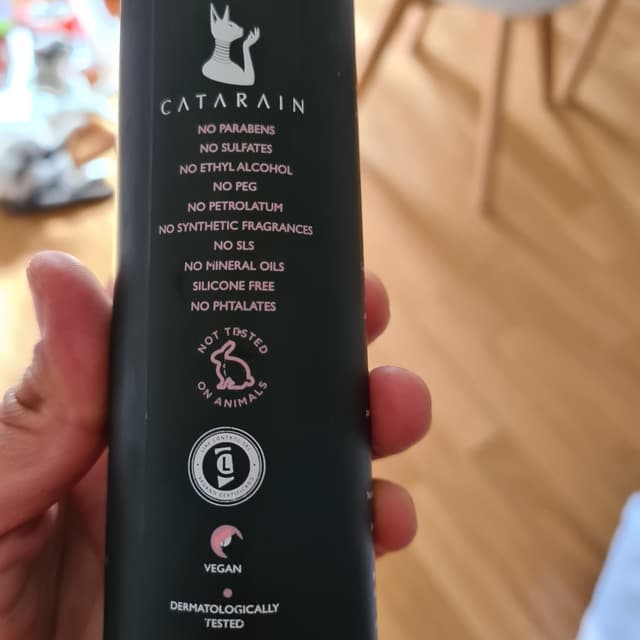 CATARAIN
NO PARABENS
NO SULFATES
NO ETHYL ALCOHOL
NO PEG
NO PETROLATUM
NO SYNTHETIC FRAGRANCES
NO SLS
NO MINERAL OILS
SILICONE FREE
NO PHTALATES
NOT TESTED
ON ANIMALS
VEGAN
DERMATOLOGICALLY
TESTED